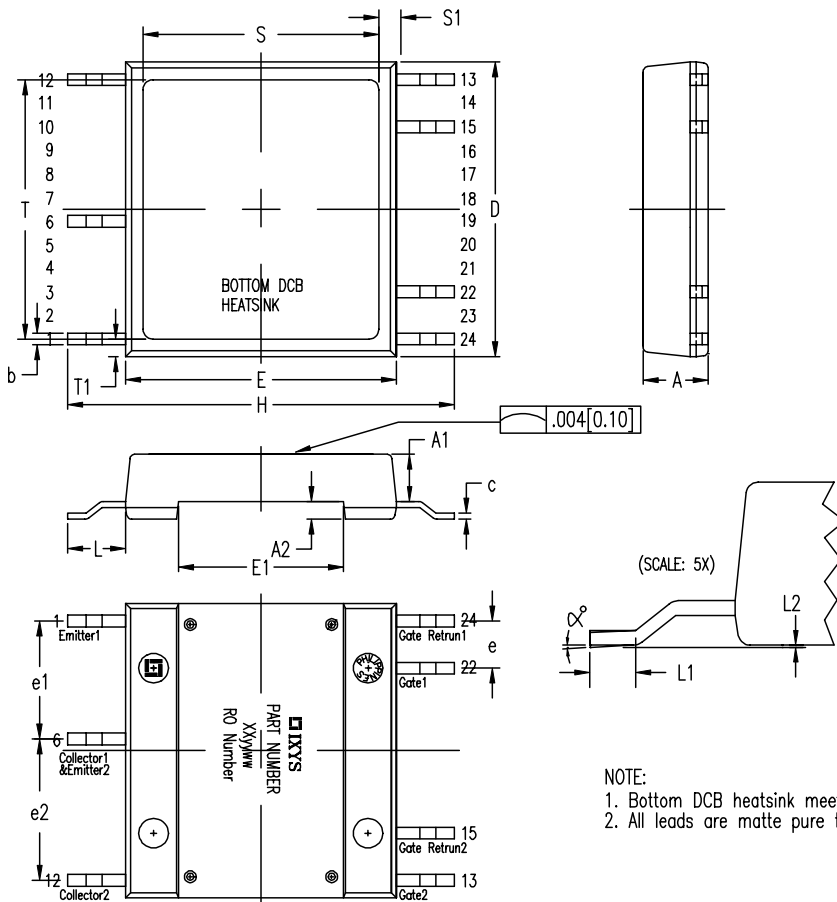 S
S1
12
11
10
9
8
7
6
5
4
3
2
1
13
14
15
16
17
18
19
20
21
22
23
24
T
D
BOTTOM DCB
HEATSINK
b
T1
E
H
A
.004[0.10]
A1
c
L
A2
E1
(SCALE: 5X)
L2
α°
L1
1
Emitter1
24
Gate Retrun1
e
22
Gate1
e1
PHILIPPINES
IXYS
PART NUMBER
XXyyww
RO Number
6
Collector1
&Emitter2
e2
15
Gate Retrun2
12
Collector2
13
Gate2
NOTE:
1. Bottom DCB heatsink mee
2. All leads are matte pure t